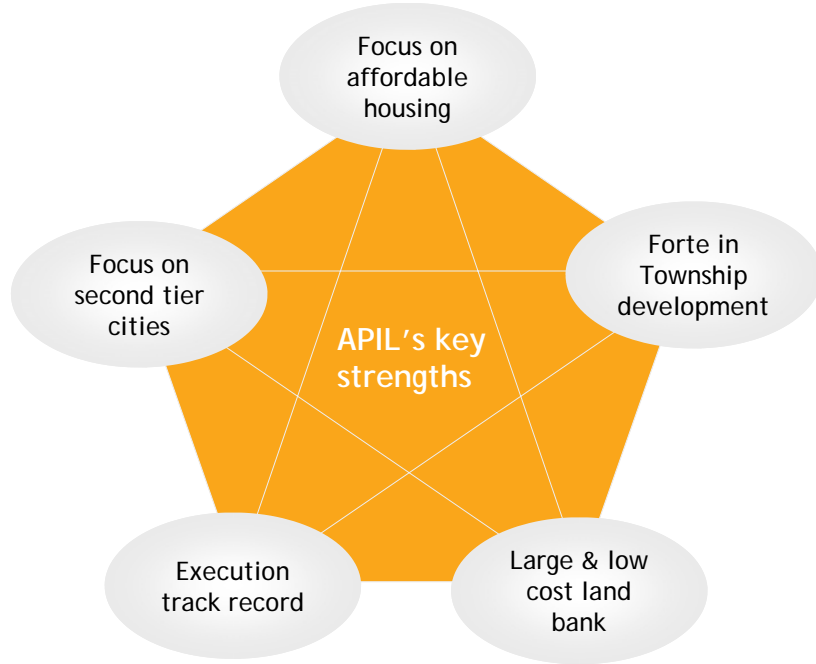 Focus on
affordable
housing
Focus on
second tier
cities
Forte in
Township
development
APIL's key
strengths
Execution
track record
Large & low
cost land
bank